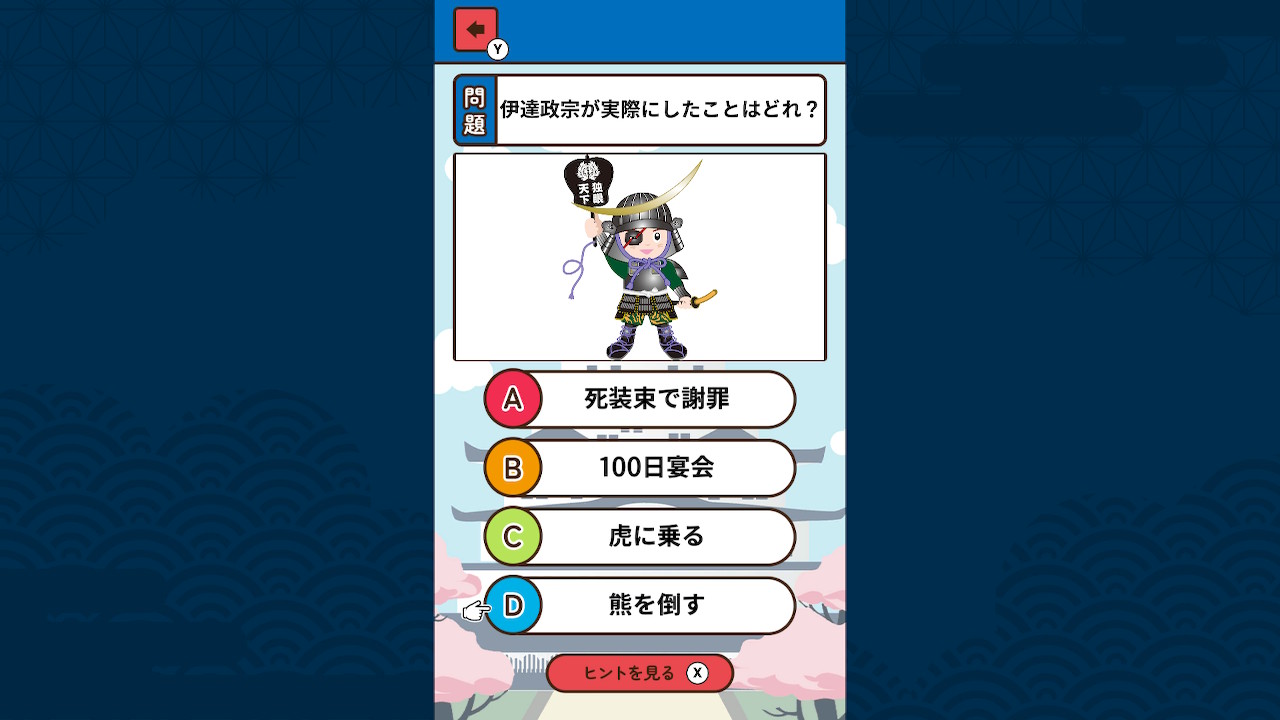 Y
問題
伊達政宗が実際にしたことはどれ？
独眼
天下
A 死装束で謝罪
B 100日宴会
C 虎に乗る
D 熊を倒す
ヒントを見る X